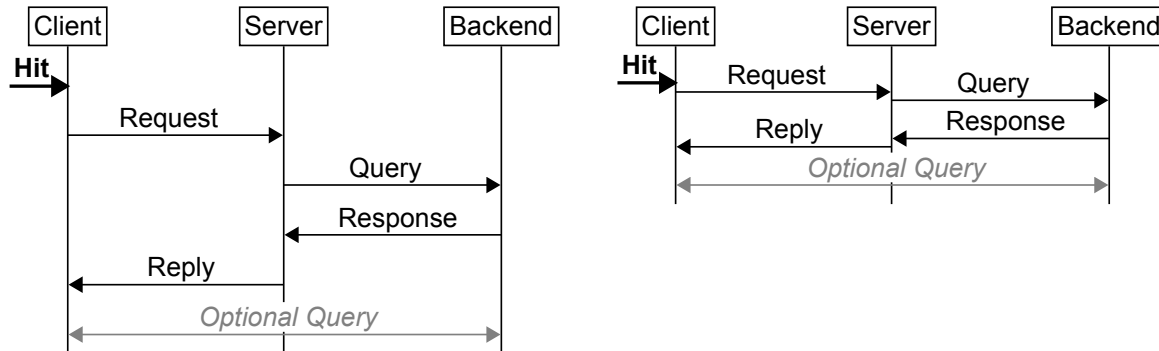 Client Server Backend
Hit
Request
Query
Response
Reply
Optional Query
Client Server Backend
Hit
Request
Query
Response
Reply
Optional Query